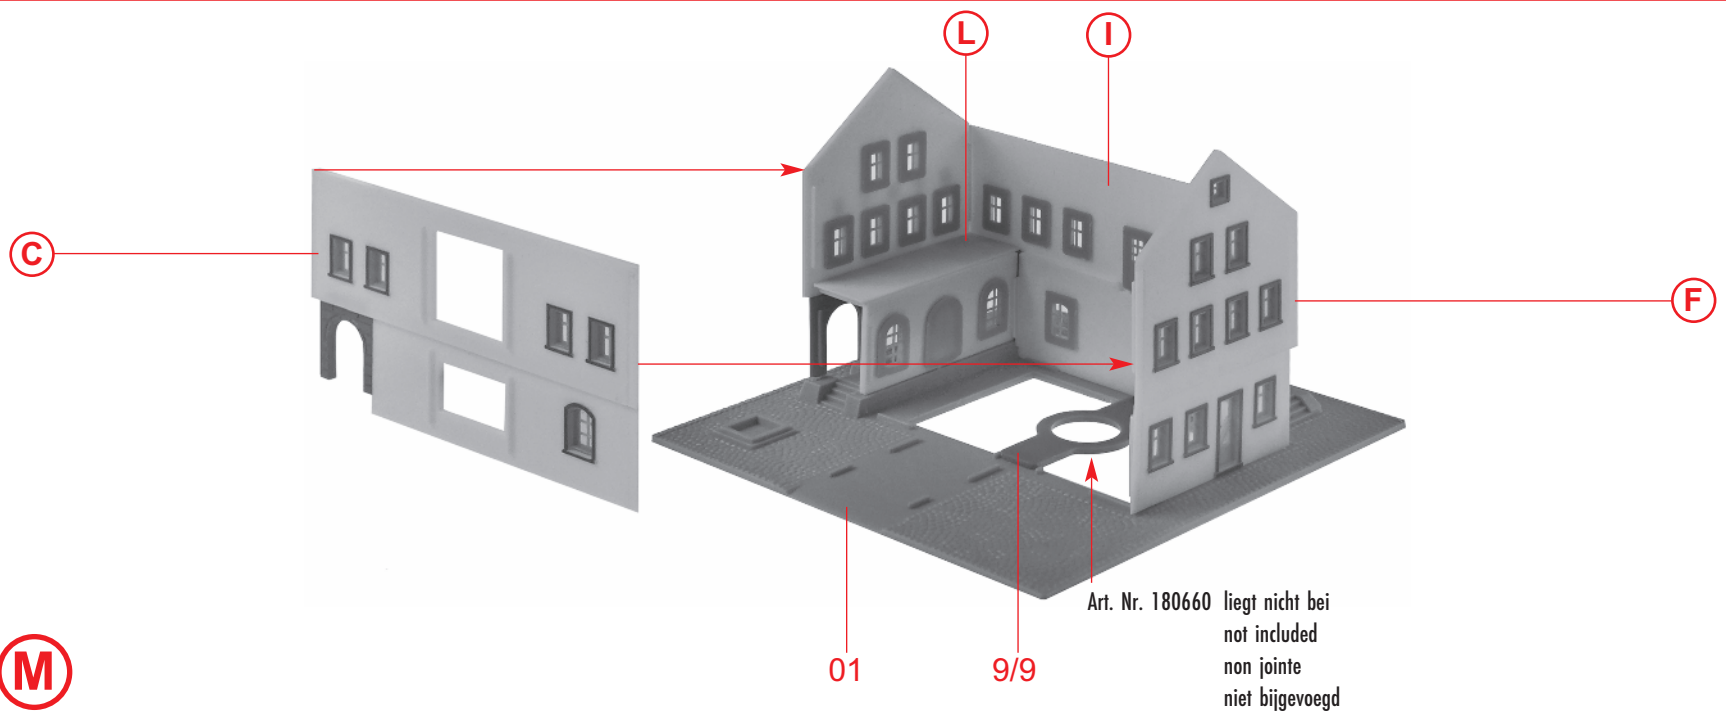 L
I
C
F
Art. Nr. 180660 liegt nicht bei
not included
non jointe
niet bijgevoegd
01
9/9
M